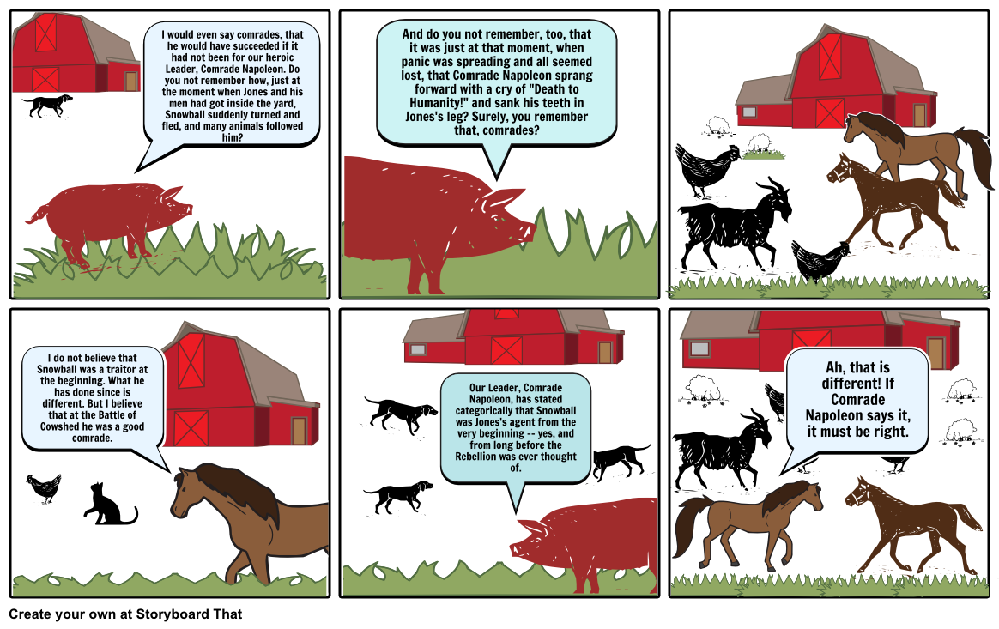 I would even say comrades, that
he would have succeeded if it
had not been for our heroic
Leader, Comrade Napoleon. Do
you not remember how, just at
the moment when Jones and his
men had got inside the yard,
Snowball suddenly turned and
fled, and many animals followed
him?
And do you not remember, too, that
it was just at that moment, when
panic was spreading and all seemed
lost, that Comrade Napoleon sprang
forward with a cry of "Death to
Humanity!" and sank his teeth in
Jones's leg? Surely, you remember
that, comrades?
I do not believe that
Snowball was a traitor at
the beginning. What he
has done since is
different. But I believe
that at the Battle of
Cowshed he was a good
comrade.
Our Leader, Comrade
Napoleon, has stated
categorically that Snowball
was Jones's agent from the
very beginning -- yes, and
from long before the
Rebellion was ever thought
of.
Ah, that is
different! If
Comrade
Napoleon says it,
it must be right.
Create your own at Storyboard That